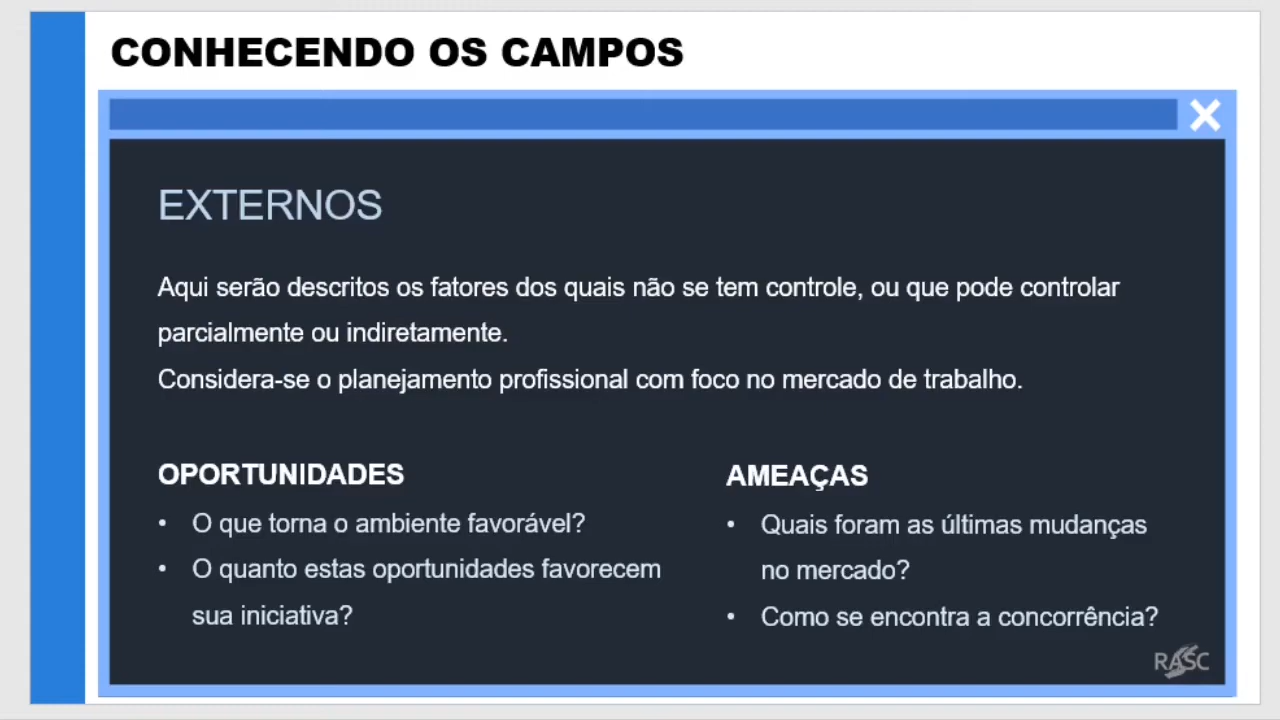 CONHECENDO OS CAMPOS
EXTERNOS
Aqui serão descritos os fatores dos quais não se tem controle, ou que pode controlar
parcialmente ou indiretamente.
Considera-se o planejamento profissional com foco no mercado de trabalho.
OPORTUNIDADES
• O que torna o ambiente favorável?
• O quanto estas oportunidades favorecem
sua iniciativa?
AMEAÇAS
• Quais foram as últimas mudanças
no mercado?
• Como se encontra a concorrência?
RASC